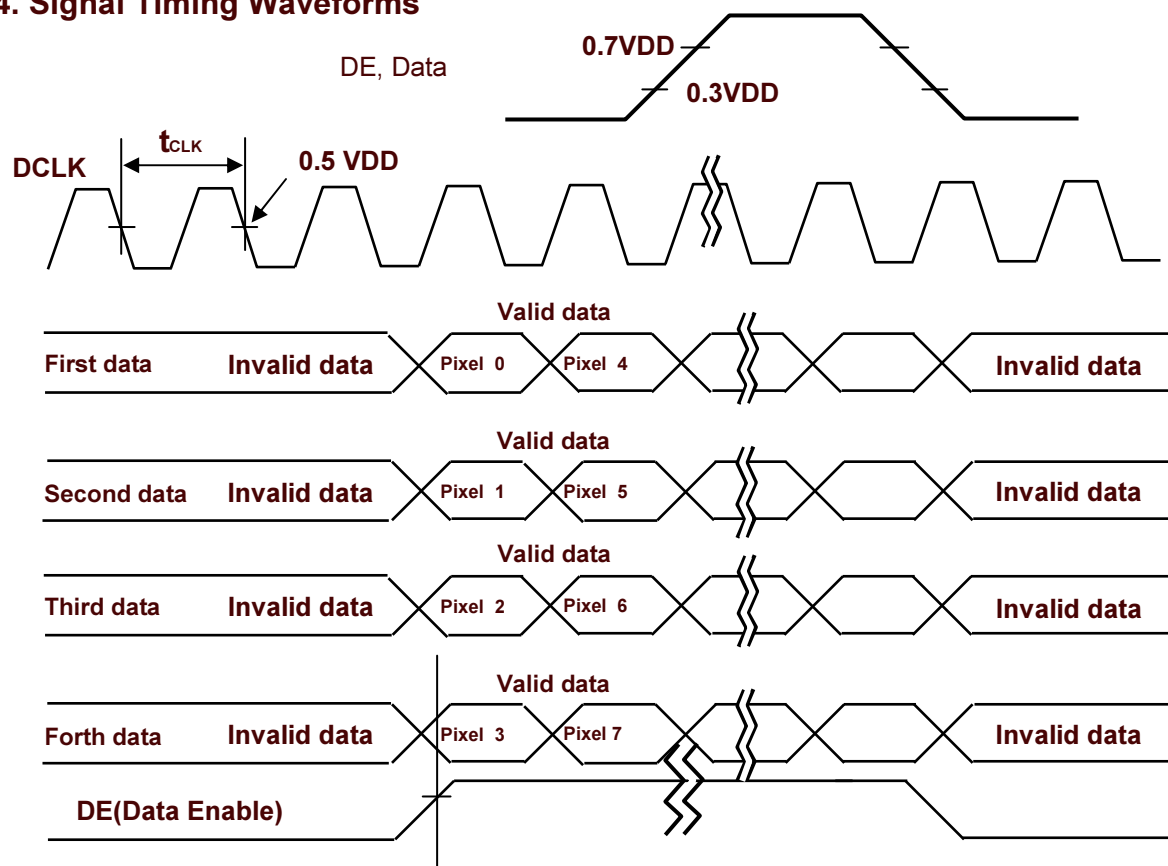 4. Signal Timing Waveforms
0.7VDD
DE, Data
0.3VDD
tCLK
DCLK
0.5 VDD
Valid data
First data Invalid data Pixel 0 Pixel 4 Invalid data
Valid data
Second data Invalid data Pixel 1 Pixel 5 Invalid data
Valid data
Third data Invalid data Pixel 2 Pixel 6 Invalid data
Valid data
Forth data Invalid data Pixel 3 Pixel 7 Invalid data
DE(Data Enable)